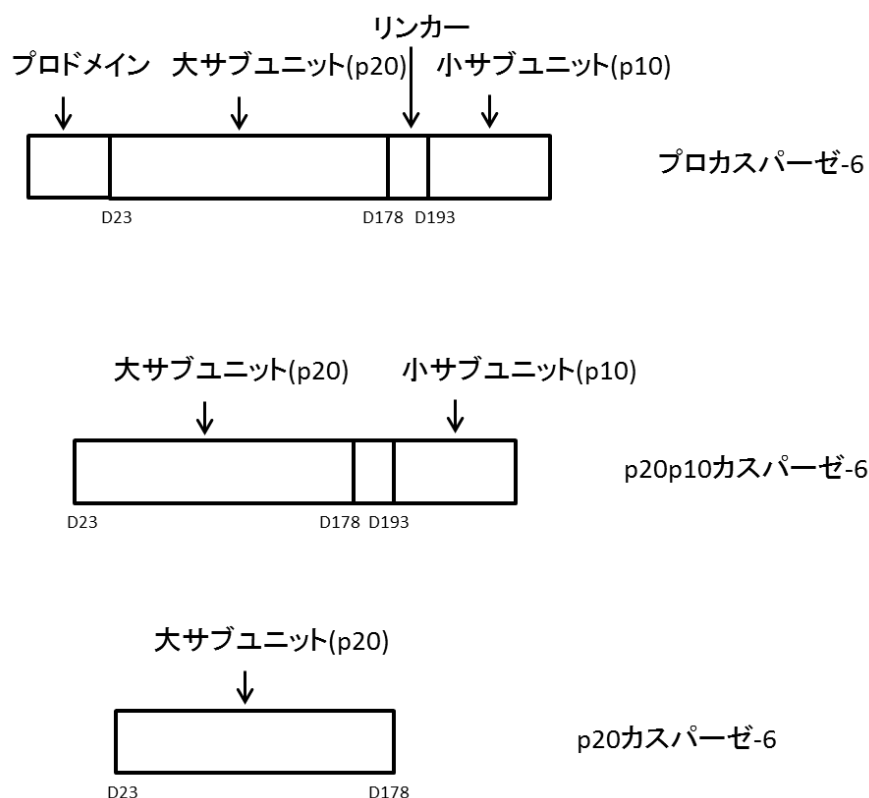 リンカー
プロドメイン 大サブユニット(p20) 小サブユニット(p10)
プロカスパーゼ-6
D23 D178 D193
大サブユニット(p20) 小サブユニット(p10)
p20p10カスパーゼ-6
D23 D178 D193
大サブユニット(p20)
p20カスパーゼ-6
D23 D178